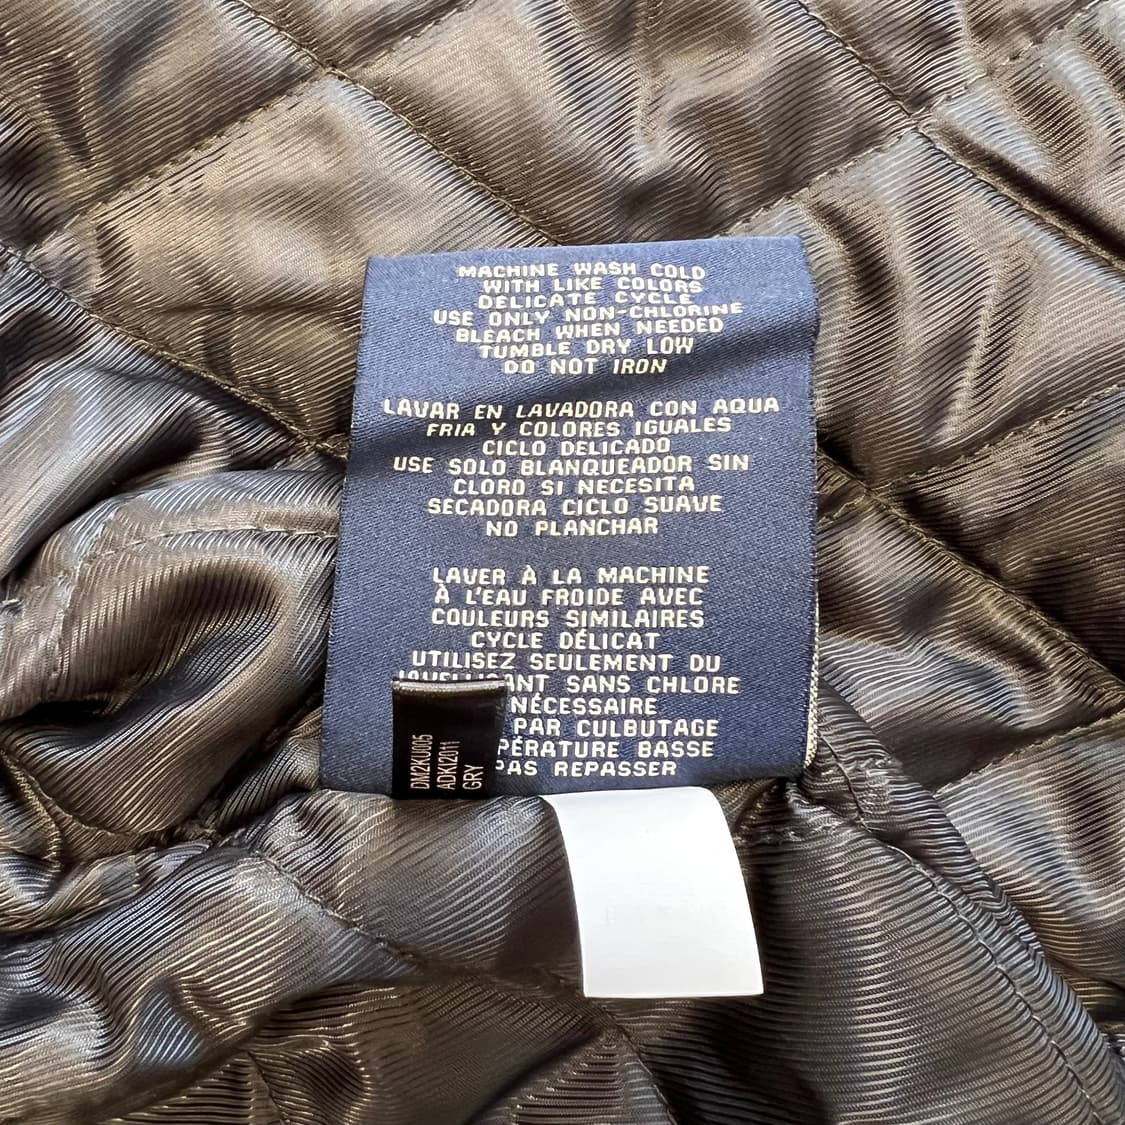 MACHINE WASH COLD
WITH LIKE COLORS
DELICATE CYCLE
USE ONLY NON-CHLORINE
BLEACH WHEN NEEDED
TUMBLE DRY LOW
DO NOT IRON
LAVAR EN LAVADORA CON AQUA
FRIA Y COLORES IGUALES
CICLO DELICADO
USE SOLO BLANQUEADOR SIN
CLORO SI NECESITA
SECADORA CICLO SUAVE
NO PLANCHAR
LAVER À LA MACHINE
À L'EAU FROIDE AVEC
COULEURS SIMILAIRES
CYCLE DÉLICAT
UTILISEZ SEULEMENT DU
SANS CHLORE
NÉCESSAIRE
PAR CULBUTAGE
BASSE
PAS REPASSER
DM2KU005
ADKI2011
GRY